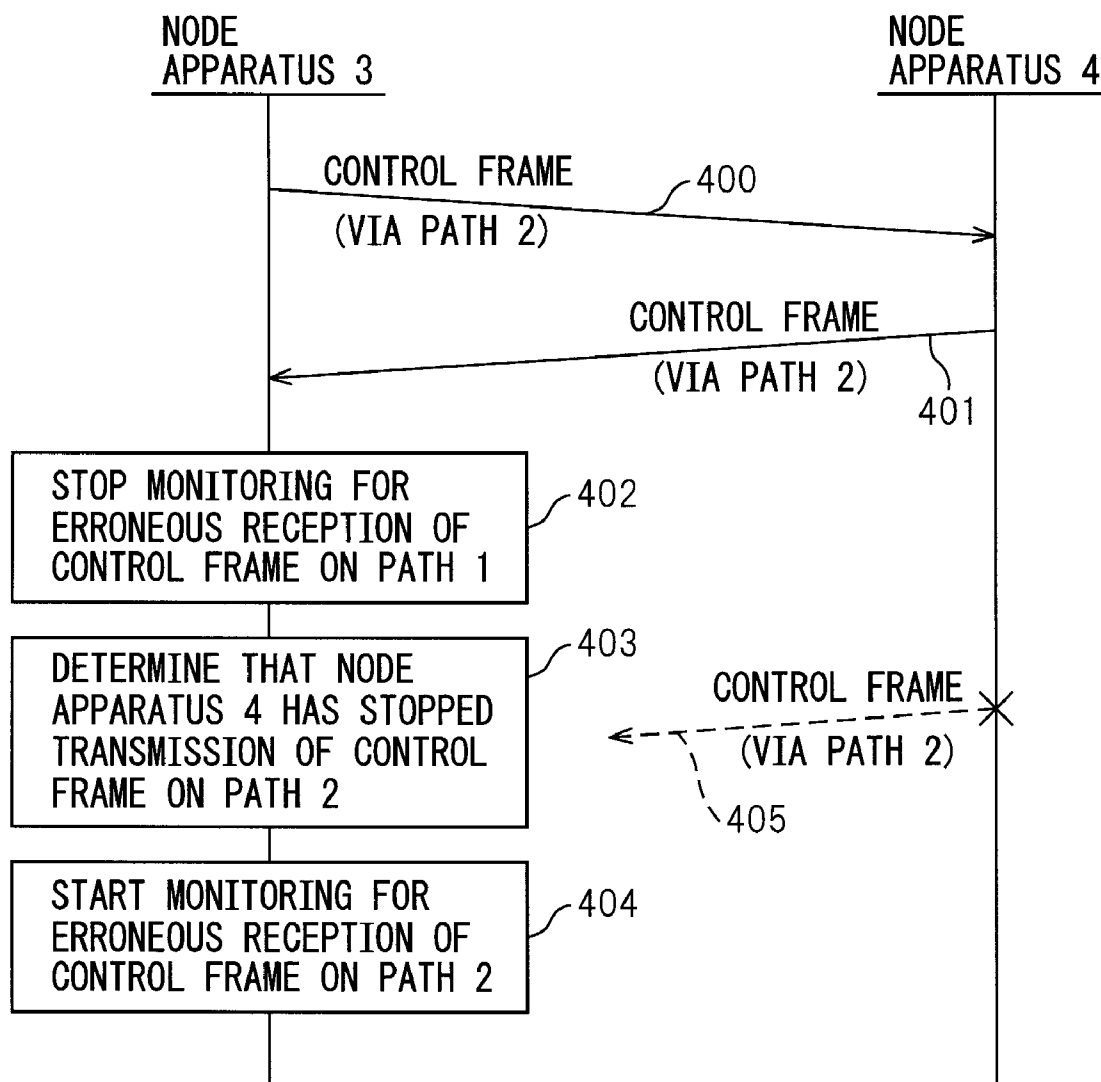 NODE
APPARATUS 3
NODE
APPARATUS 4
CONTROL FRAME
400
(VIA PATH 2)
CONTROL FRAME
(VIA PATH 2)
401
STOP MONITORING FOR
ERRONEOUS RECEPTION OF
CONTROL FRAME ON PATH 1
402
DETERMINE THAT NODE
APPARATUS 4 HAS STOPPED
TRANSMISSION OF CONTROL
FRAME ON PATH 2
403
CONTROL FRAME
(VIA PATH 2)
405
START MONITORING FOR
ERRONEOUS RECEPTION OF
CONTROL FRAME ON PATH 2
404